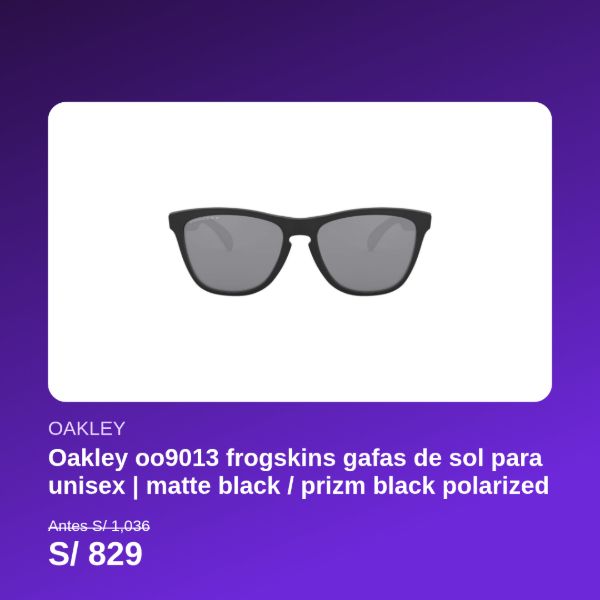 OAKLEY
Oakley oo9013 frogskins gafas de sol para
unisex | matte black / prizm black polarized
Antes S/ 1,036
S/ 829